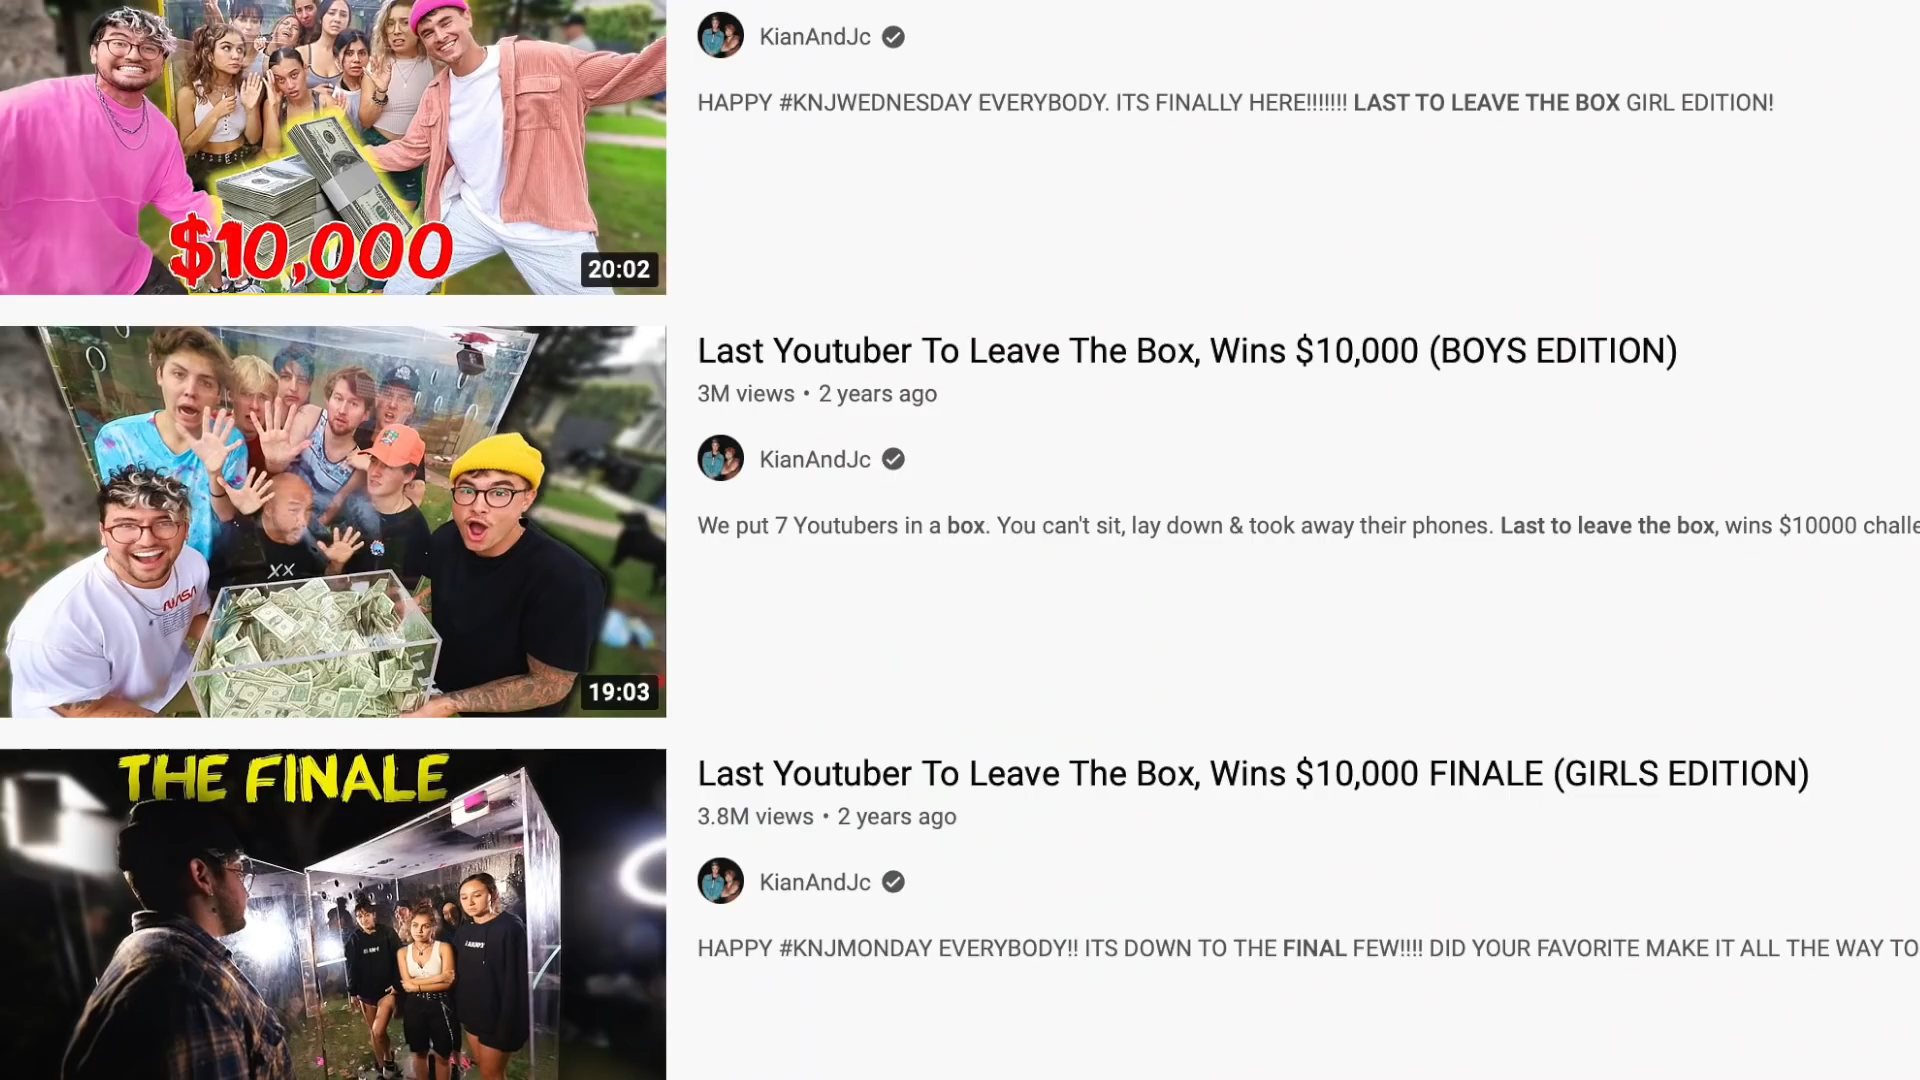 KianAndJc
HAPPY #KNJWEDNESDAY EVERYBODY. ITS FINALLY HERE!!!!!!! LAST TO LEAVE THE BOX GIRL EDITION!
$10,000
20:02
Last Youtuber To Leave The Box, Wins $10,000 (BOYS EDITION)
3M views • 2 years ago
KianAndJc
We put 7 Youtubers in a box. You can't sit, lay down & took away their phones. Last to leave the box, wins $10000 challe
NASA
XX
19:03
THE FINALE
Last Youtuber To Leave The Box, Wins $10,000 FINALE (GIRLS EDITION)
3.8M views • 2 years ago
KianAndJc
HAPPY #KNJMONDAY EVERYBODY!! ITS DOWN TO THE FINAL FEW!!!! DID YOUR FAVORITE MAKE IT ALL THE WAY TO